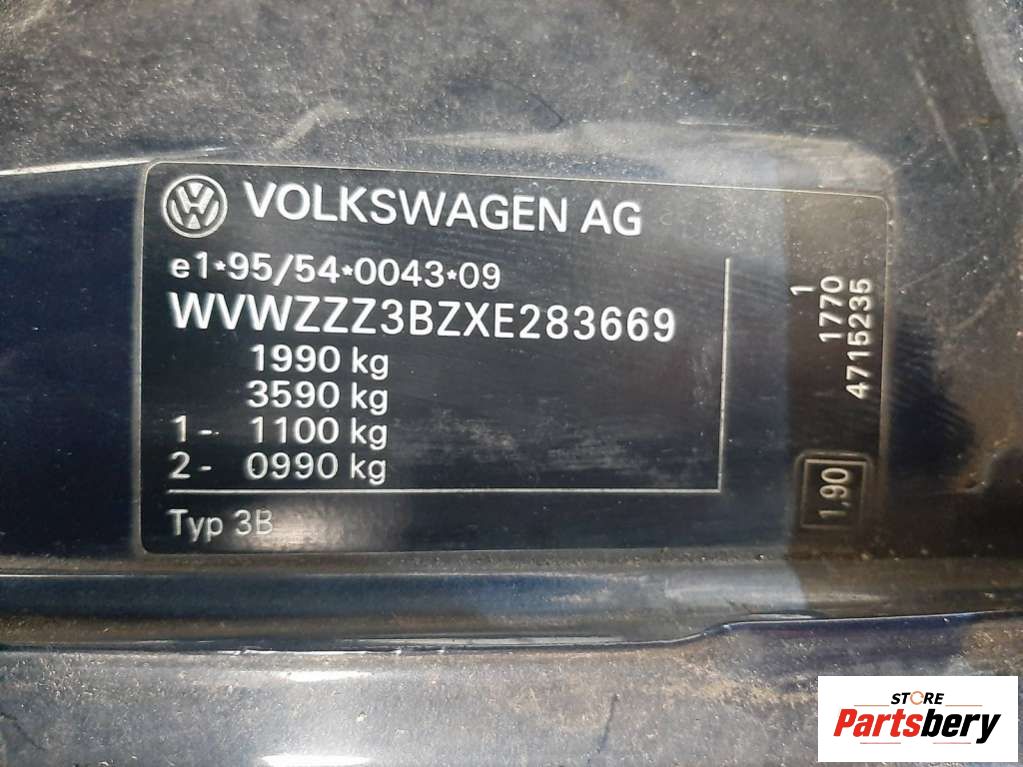 VOLKSWAGEN AG
e1*95/54*0043*09
WVWZZZ3BZXE283669
1990 kg
3590 kg
1 - 1100 kg
2 - 0990 kg
Typ 3B
1
1770
4715235
1,90
STORE
Partsbery